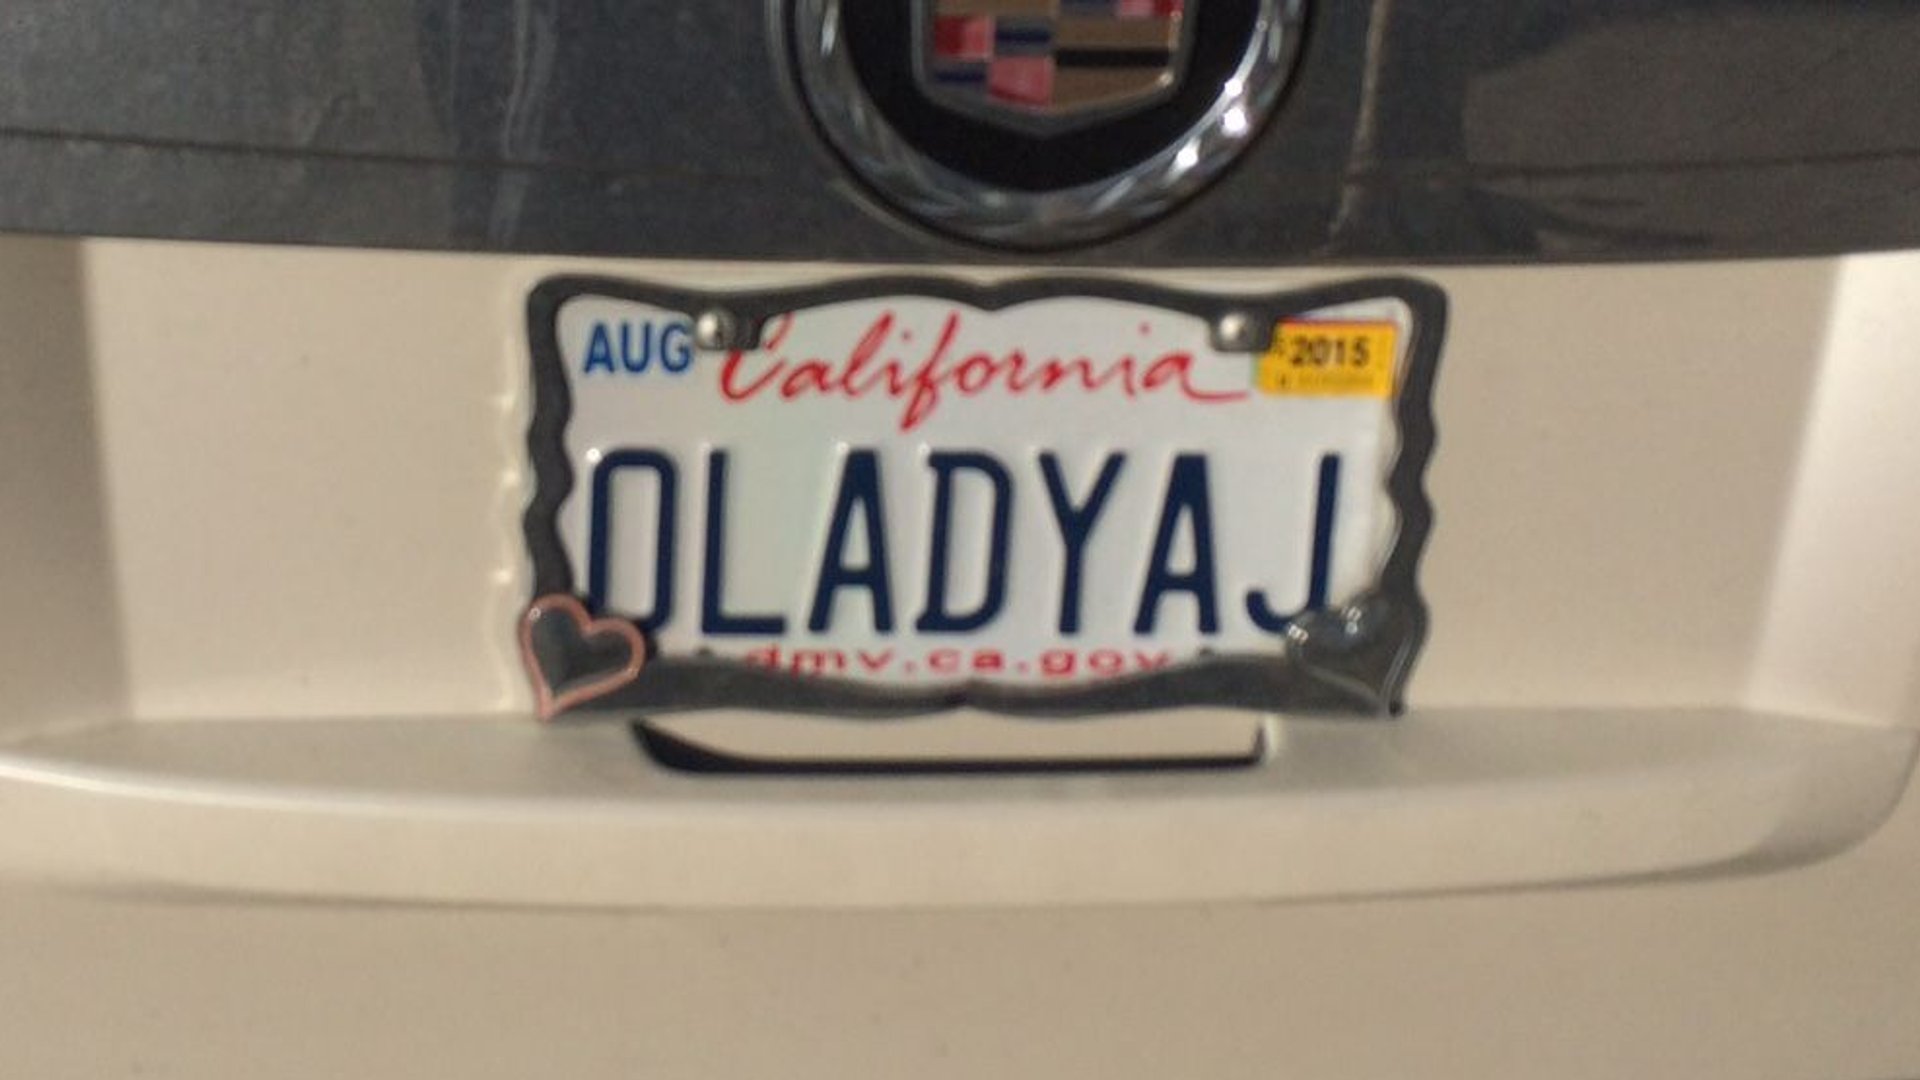 AUG California 2015
OLADYAJ
dmv.ca.gov